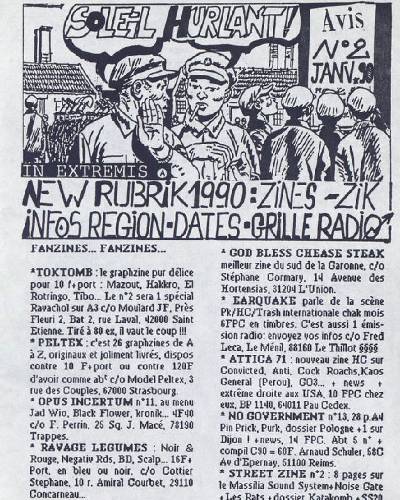 SOLEIL HURLANT!
Avis
N°2
JANV. 90
IN EXTREMIS
NEW RUBRIK 1990: ZINES - ZIK
INFOS REGION • DATES • GRILLE RADIO
FANZINES... FANZINES...
*TOKTOMB : le graphzine pur délice
pour 10 f+port : Mazout, Hakkro, El
Rotringo, Tibo.. Le n°2 sera 1 spécial
Ravachol sur A3 c/o Moulard JF, Près
Fleuri 2, Bat 2, rue Laval, 42000 Saint
Etienne. Tiré à 80 ex, il vaut le coup !!!
* PELTEX : c'est 26 graphzines de A
à Z, originaux et joliment livrés, dispos
contre 10 F+port ou contre 120F
d'avoir comme abt c/o Model Peltex, 3
rue des Couples, 67000 Strasbourg.
* OPUS INCERTUM n°11, au menu
Jad Wio, Black Flower, kronik... 4F40
c/o F. Perrin, 25 Sq. J. Macé, 78190
Trappes.
* RAVAGE LEGUMES : Noir &
Rouge, Negativ Rds, BD, Scalp... 16F+
Port, en bleu ou noir, c/o Cottier
Stephane, 10 r. Amiral Courbet, 29110
Concarneau...
* GOD BLESS CHEASE STEAK
meilleur zine du sud de la Garonne, c/o
Stéphane Cormary, 14 Avenue des
Hortensias, 31204 L'Union.
* EARQUAKE parle de la scène
Pk/HC/Trash internationale chak mois
6FPC en timbres. C'est aussi 1 émis-
sion radio: envoyez vos infos c/o Fred
Leca, Le Ménil, 88160 Le Thillot §§§§
* ATTICA 71 : nouveau zine HC sur
Convicted, Anti, Cock Roachs, Kaos
General (Perou), GO3... + news +
extrème droite aux USA, 10 FPC chez
eux, BP 1140, 64011 Pau Cedex.
* NO GOVERNMENT n°13, 28 p.A4
Pin Prick, Purk, dossier Pologne +1 sur
Dijon ! +news, 14 FPC. Abt 5 n° +
compil C90 = 60F. Arnaud Schuler, 58C
Av d'Epernay, 51100 Reims.
* STREET ZINE n°2 : 8 pages sur
le Massilia Sound System+Noise Gate
+Les Rats + dossier Katakomb +SS20